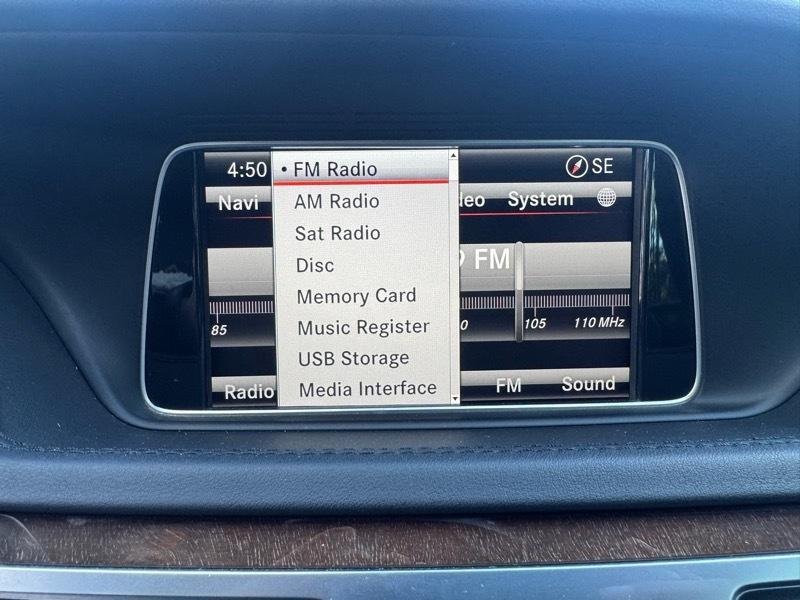 4:50 • FM Radio SE
Navi AM Radio deo System
Sat Radio
Disc 9 FM
Memory Card
85 Music Register 0 105 110 MHz
USB Storage
Radio Media Interface FM Sound